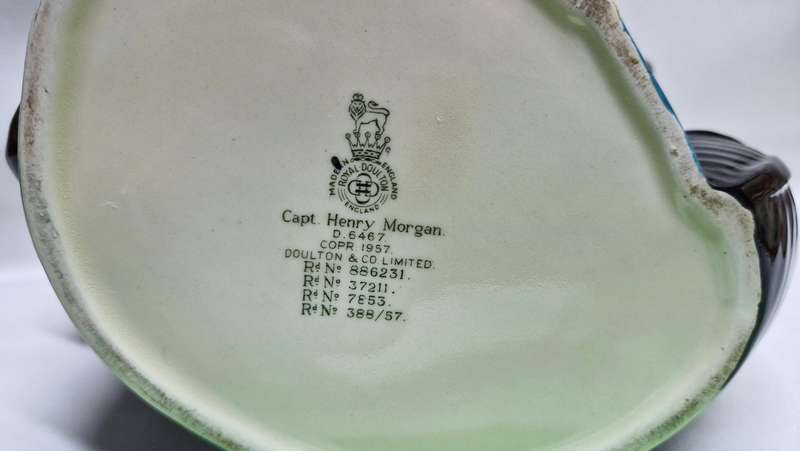 MADE IN ENGLAND
ROYAL DOULTON
ENGLAND
Capt. Henry Morgan.
D.6467.
COPR 1957.
DOULTON & CO. LIMITED.
Rd No 886231.
Rd No 37211.
Rd No 7853.
Rd No 388/57.